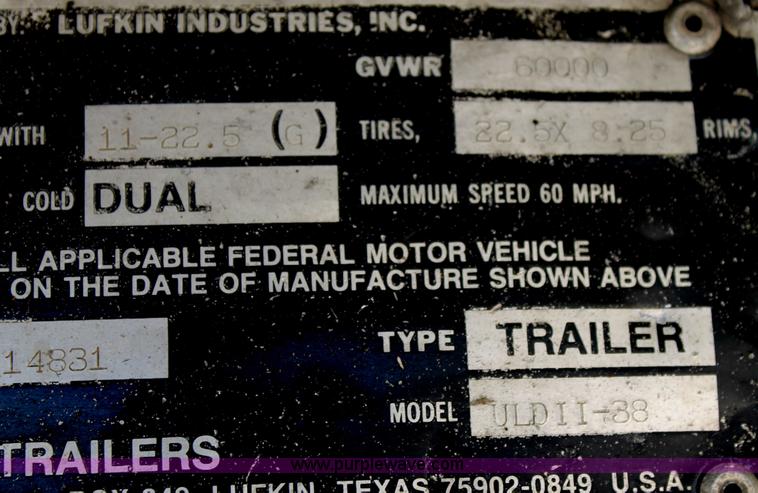 BY: LUFKIN INDUSTRIES, INC.
GVWR 60000
WITH 11-22.5 (G) TIRES, 22.5X 8.25 RIMS,
COLD DUAL MAXIMUM SPEED 60 MPH.
LL APPLICABLE FEDERAL MOTOR VEHICLE
ON THE DATE OF MANUFACTURE SHOWN ABOVE
14831 TYPE TRAILER
MODEL ULDII-38
TRAILERS
www.purplewave.com
BOX 849, LUFKIN, TEXAS 75902-0849 U.S.A.